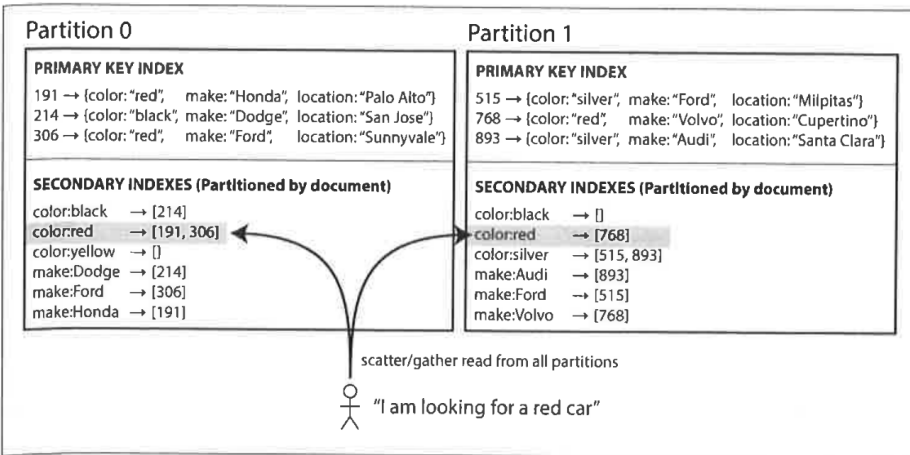 Partition 0
PRIMARY KEY INDEX
191 → {color: "red", make: "Honda", location: "Palo Alto"}
214 → {color: "black", make: "Dodge", location: "San Jose"}
306 → {color: "red", make: "Ford", location: "Sunnyvale"}
SECONDARY INDEXES (Partitioned by document)
color:black → [214]
color:red → [191, 306]
color:yellow → []
make:Dodge → [214]
make:Ford → [306]
make:Honda → [191]
Partition 1
PRIMARY KEY INDEX
515 → {color: "silver", make: "Ford", location: "Milpitas"}
768 → {color: "red", make: "Volvo", location: "Cupertino"}
893 → {color: "silver", make: "Audi", location: "Santa Clara"}
SECONDARY INDEXES (Partitioned by document)
color:black → []
color:red → [768]
color:silver → [515, 893]
make:Audi → [893]
make:Ford → [515]
make:Volvo → [768]
scatter/gather read from all partitions
"I am looking for a red car"